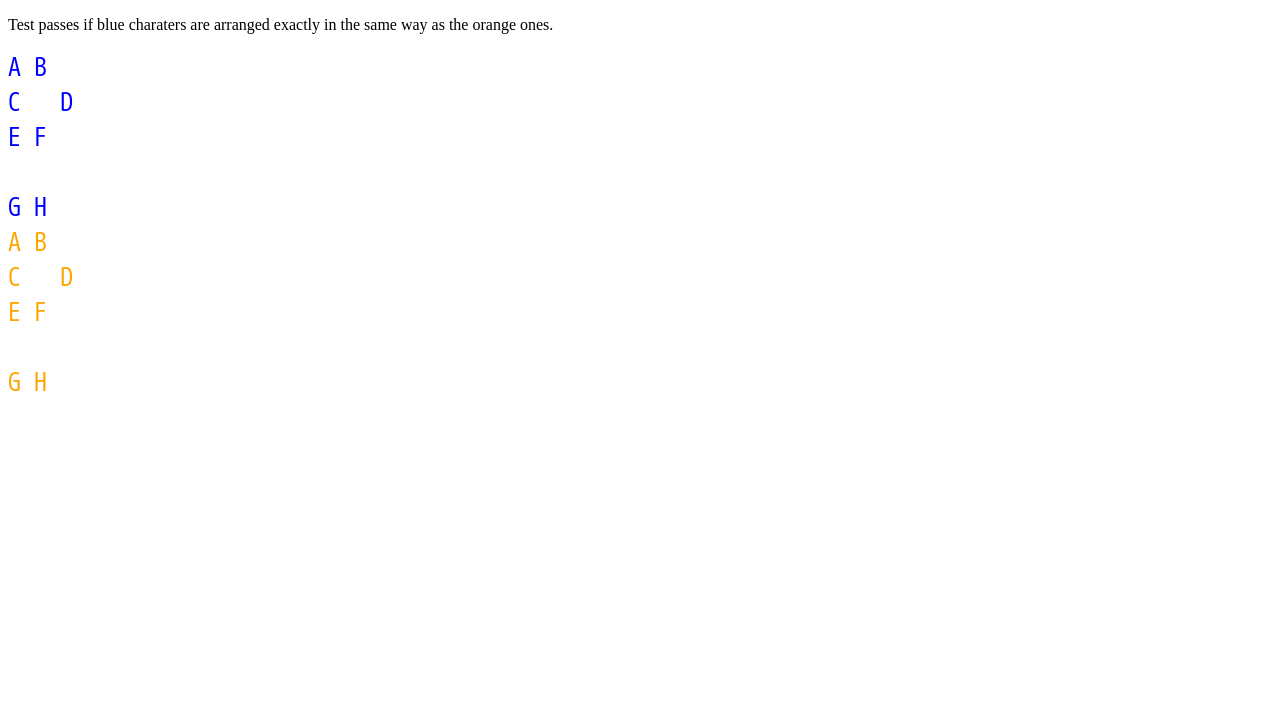 Test passes if blue charaters are arranged exactly in the same way as the orange ones.
A B
C   D
E F

G H
A B
C   D
E F

G H